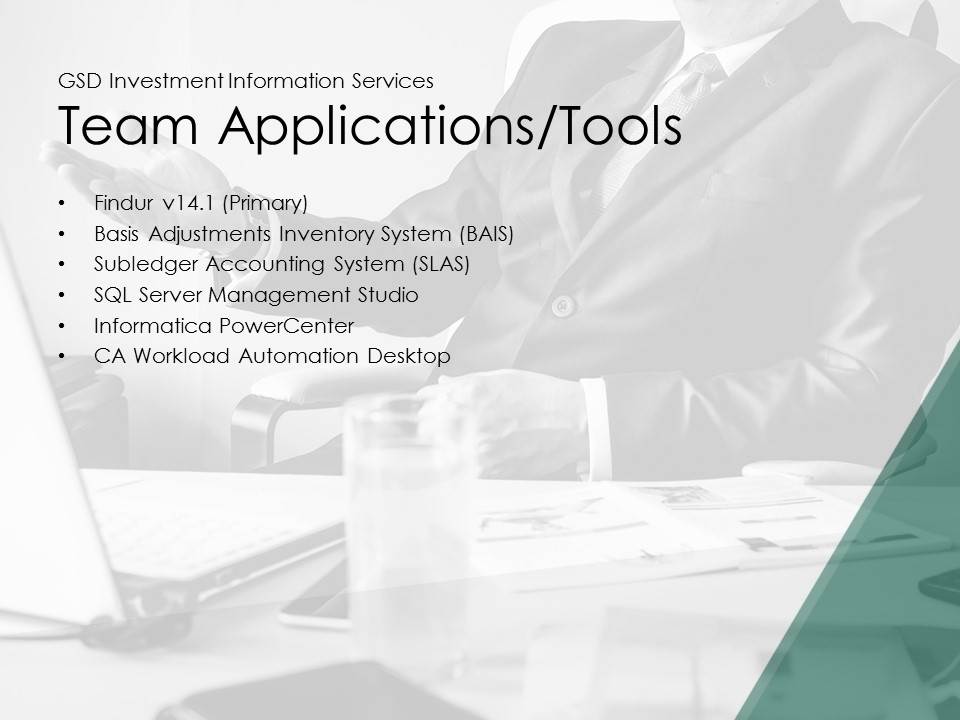 GSD Investment Information Services
Team Applications/Tools
• Findur v14.1 (Primary)
• Basis Adjustments Inventory System (BAIS)
• Subledger Accounting System (SLAS)
• SQL Server Management Studio
• Informatica PowerCenter
• CA Workload Automation Desktop